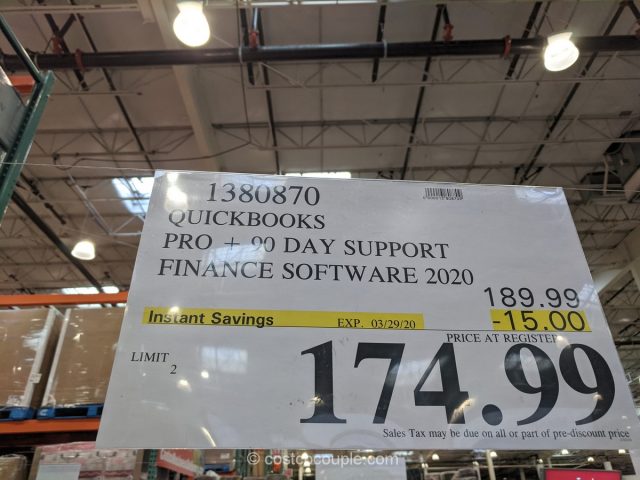 1380870
QUICKBOOKS
PRO + 90 DAY SUPPORT
FINANCE SOFTWARE 2020
189.99
Instant Savings EXP. 03/29/20 -15.00
PRICE AT REGISTER
LIMIT 2
174.99
Sales Tax may be due on all or part of pre-discount price
© costcocouple.com